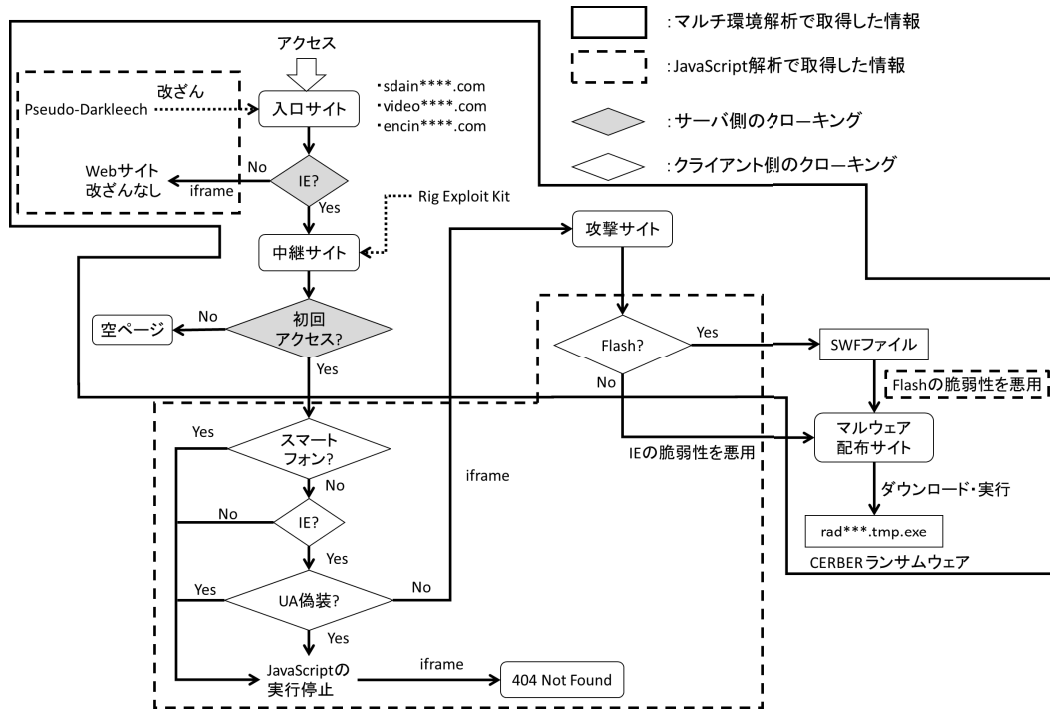 :マルチ環境解析で取得した情報
:JavaScript解析で取得した情報
:サーバ側のクローキング
:クライアント側のクローキング
アクセス
改ざん
Pseudo-Darkleech
入口サイト
・sdain****.com
・video****.com
・encin****.com
Webサイト
改ざんなし
No
iframe
IE?
Yes
Rig Exploit Kit
中継サイト
攻撃サイト
空ページ
No
初回
アクセス?
Yes
Flash?
Yes
No
SWFファイル
Flashの脆弱性を悪用
マルウェア
配布サイト
IEの脆弱性を悪用
ダウンロード・実行
rad***.tmp.exe
CERBERランサムウェア
Yes
スマート
フォン?
No
iframe
No
IE?
Yes
Yes
UA偽装?
No
Yes
JavaScriptの
実行停止
iframe
404 Not Found